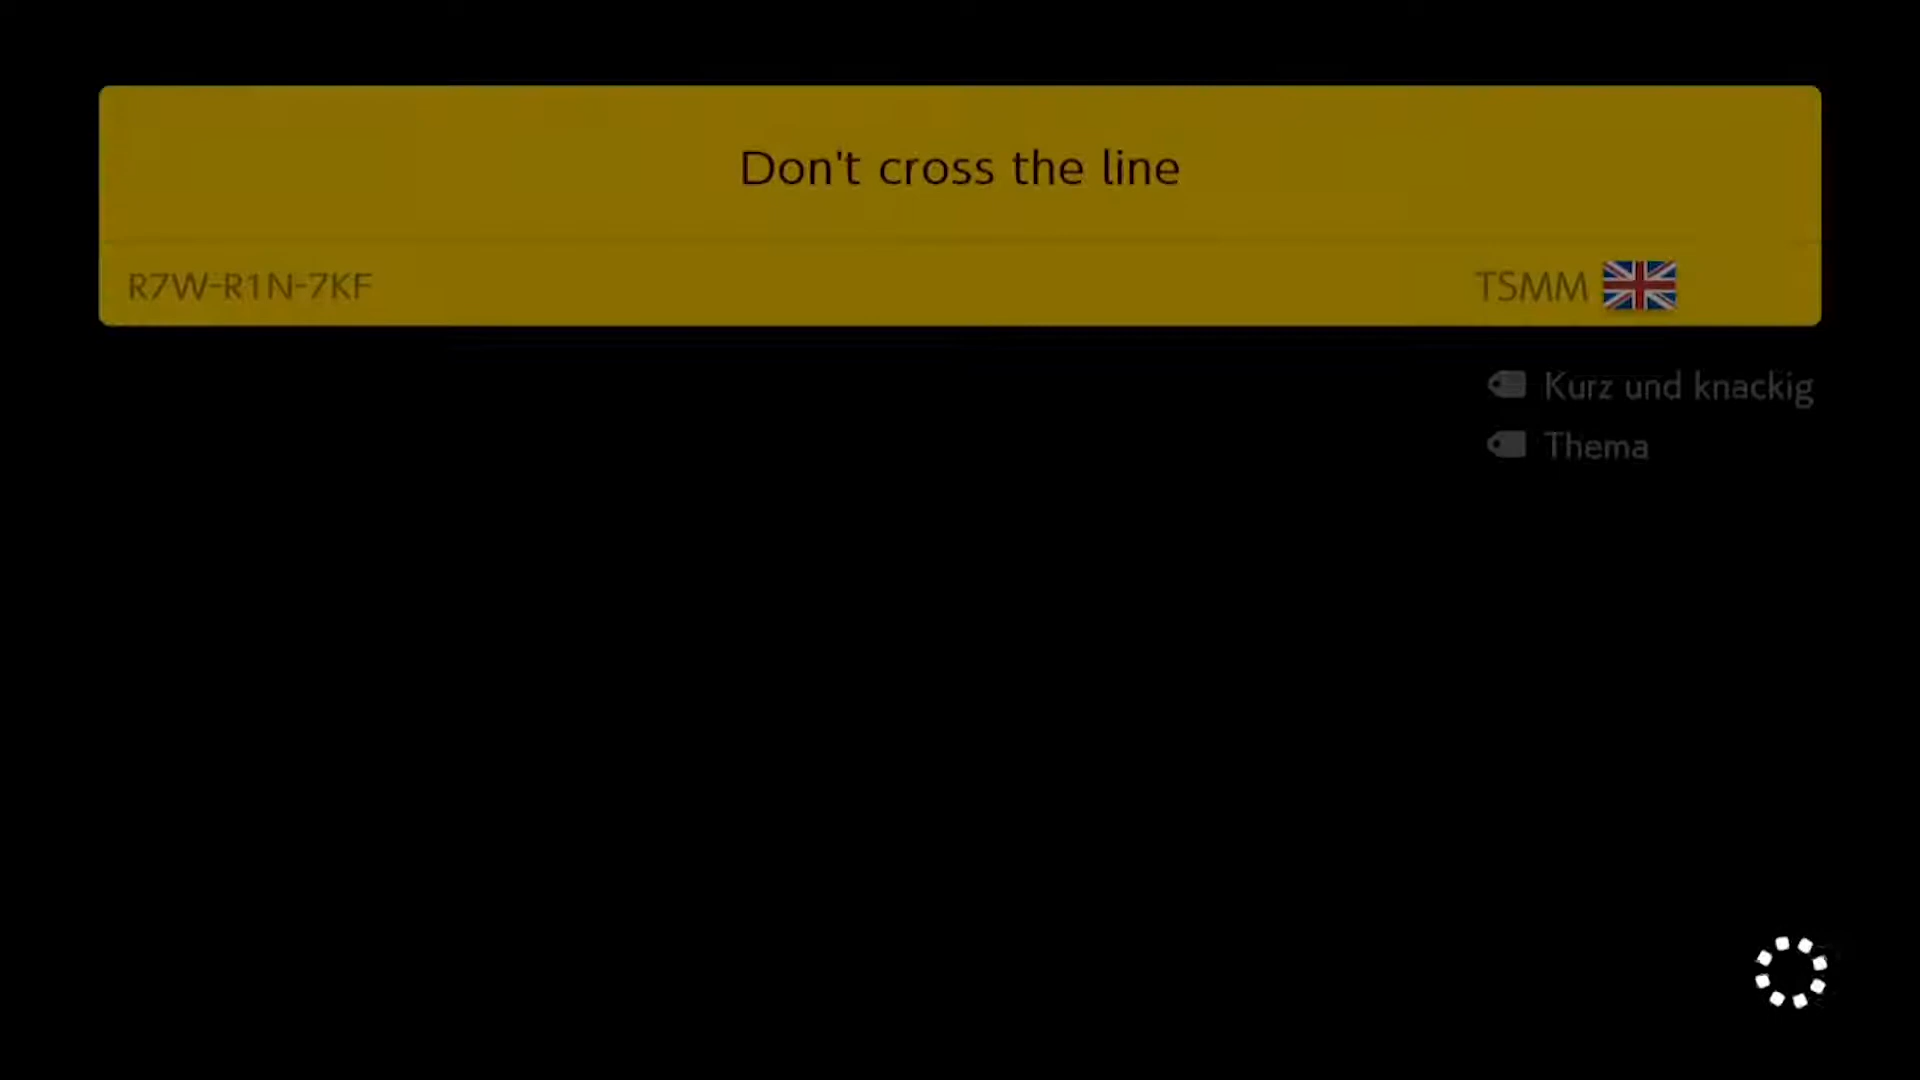 Don't cross the line
R7W-R1N-7KF
TSMM
Kurz und knackig
Thema